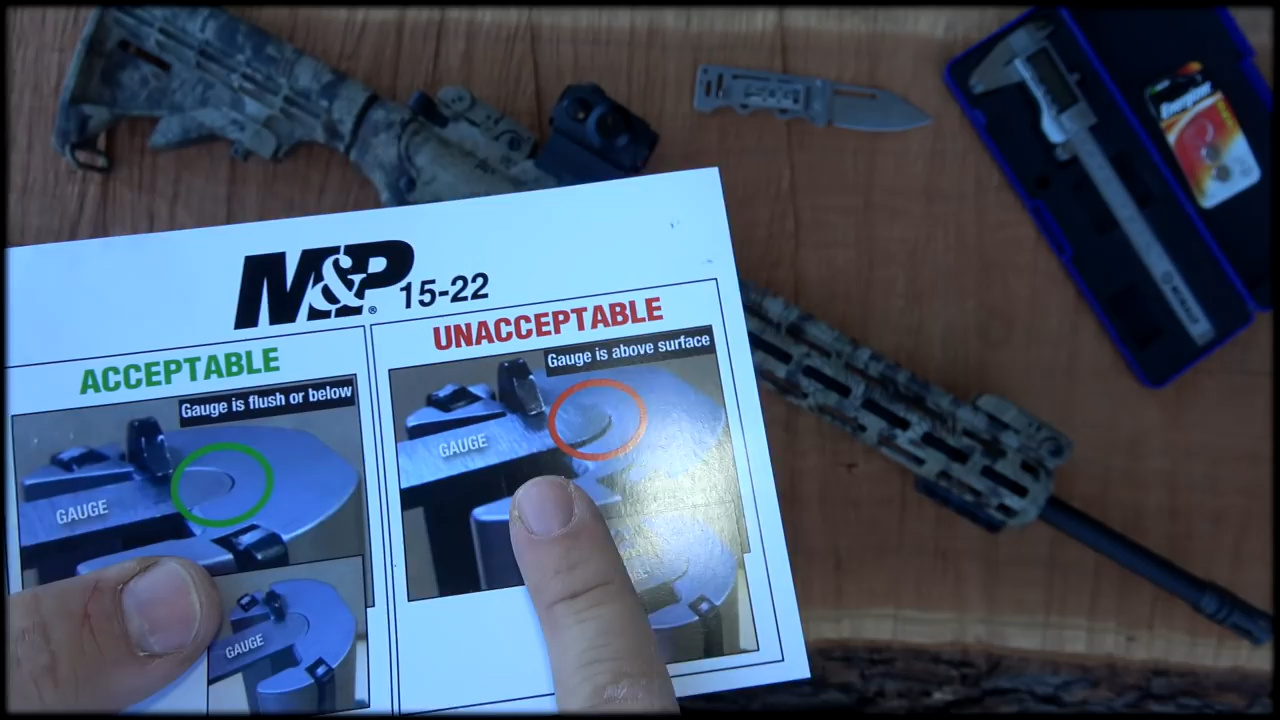 M&P® 15-22
ACCEPTABLE
Gauge is flush or below
GAUGE
GAUGE
UNACCEPTABLE
Gauge is above surface
GAUGE
Energizer